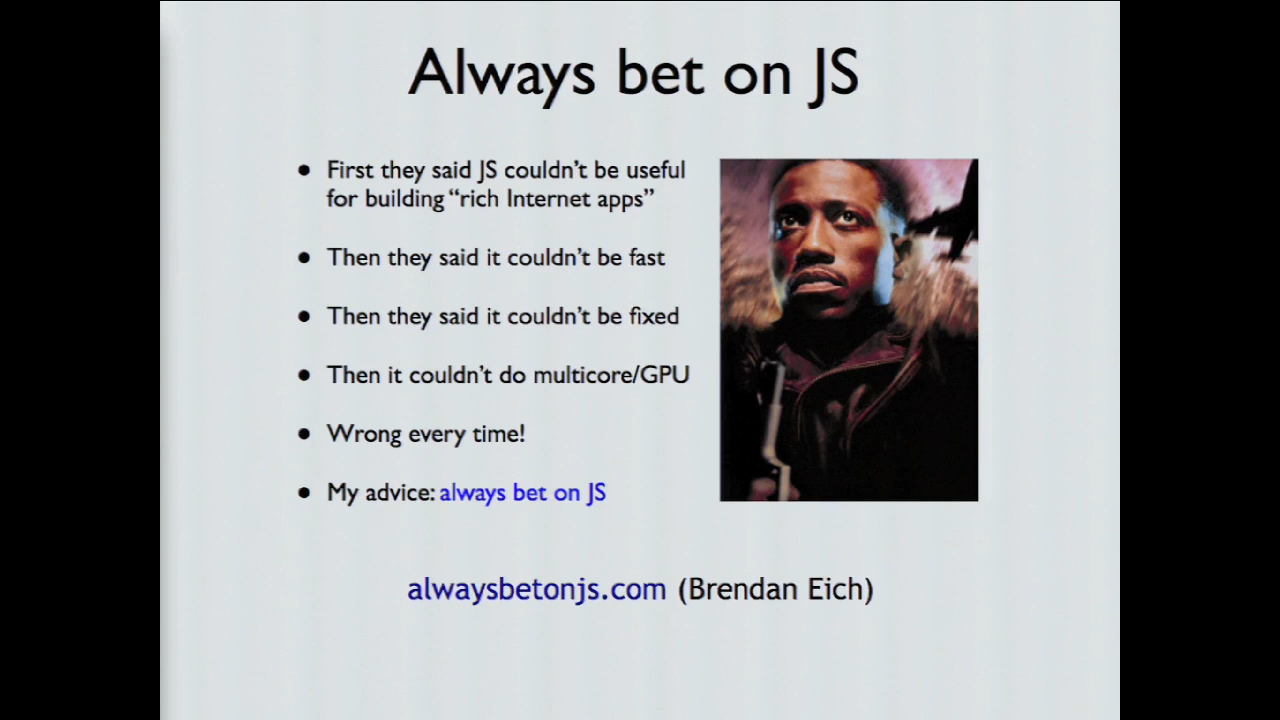 Always bet on JS
● First they said JS couldn’t be useful
for building “rich Internet apps”
● Then they said it couldn’t be fast
● Then they said it couldn’t be fixed
● Then it couldn’t do multicore/GPU
● Wrong every time!
● My advice: always bet on JS
alwaysbetonjs.com (Brendan Eich)